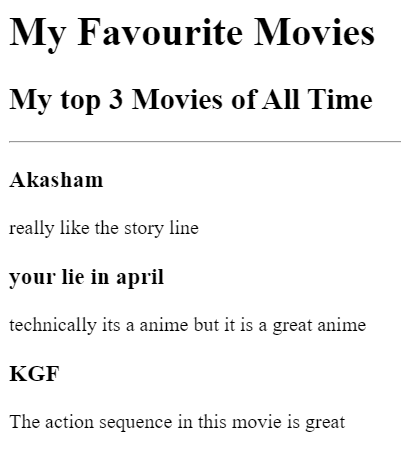 My Favourite Movies
My top 3 Movies of All Time
Akasham
really like the story line
your lie in april
technically its a anime but it is a great anime
KGF
The action sequence in this movie is great